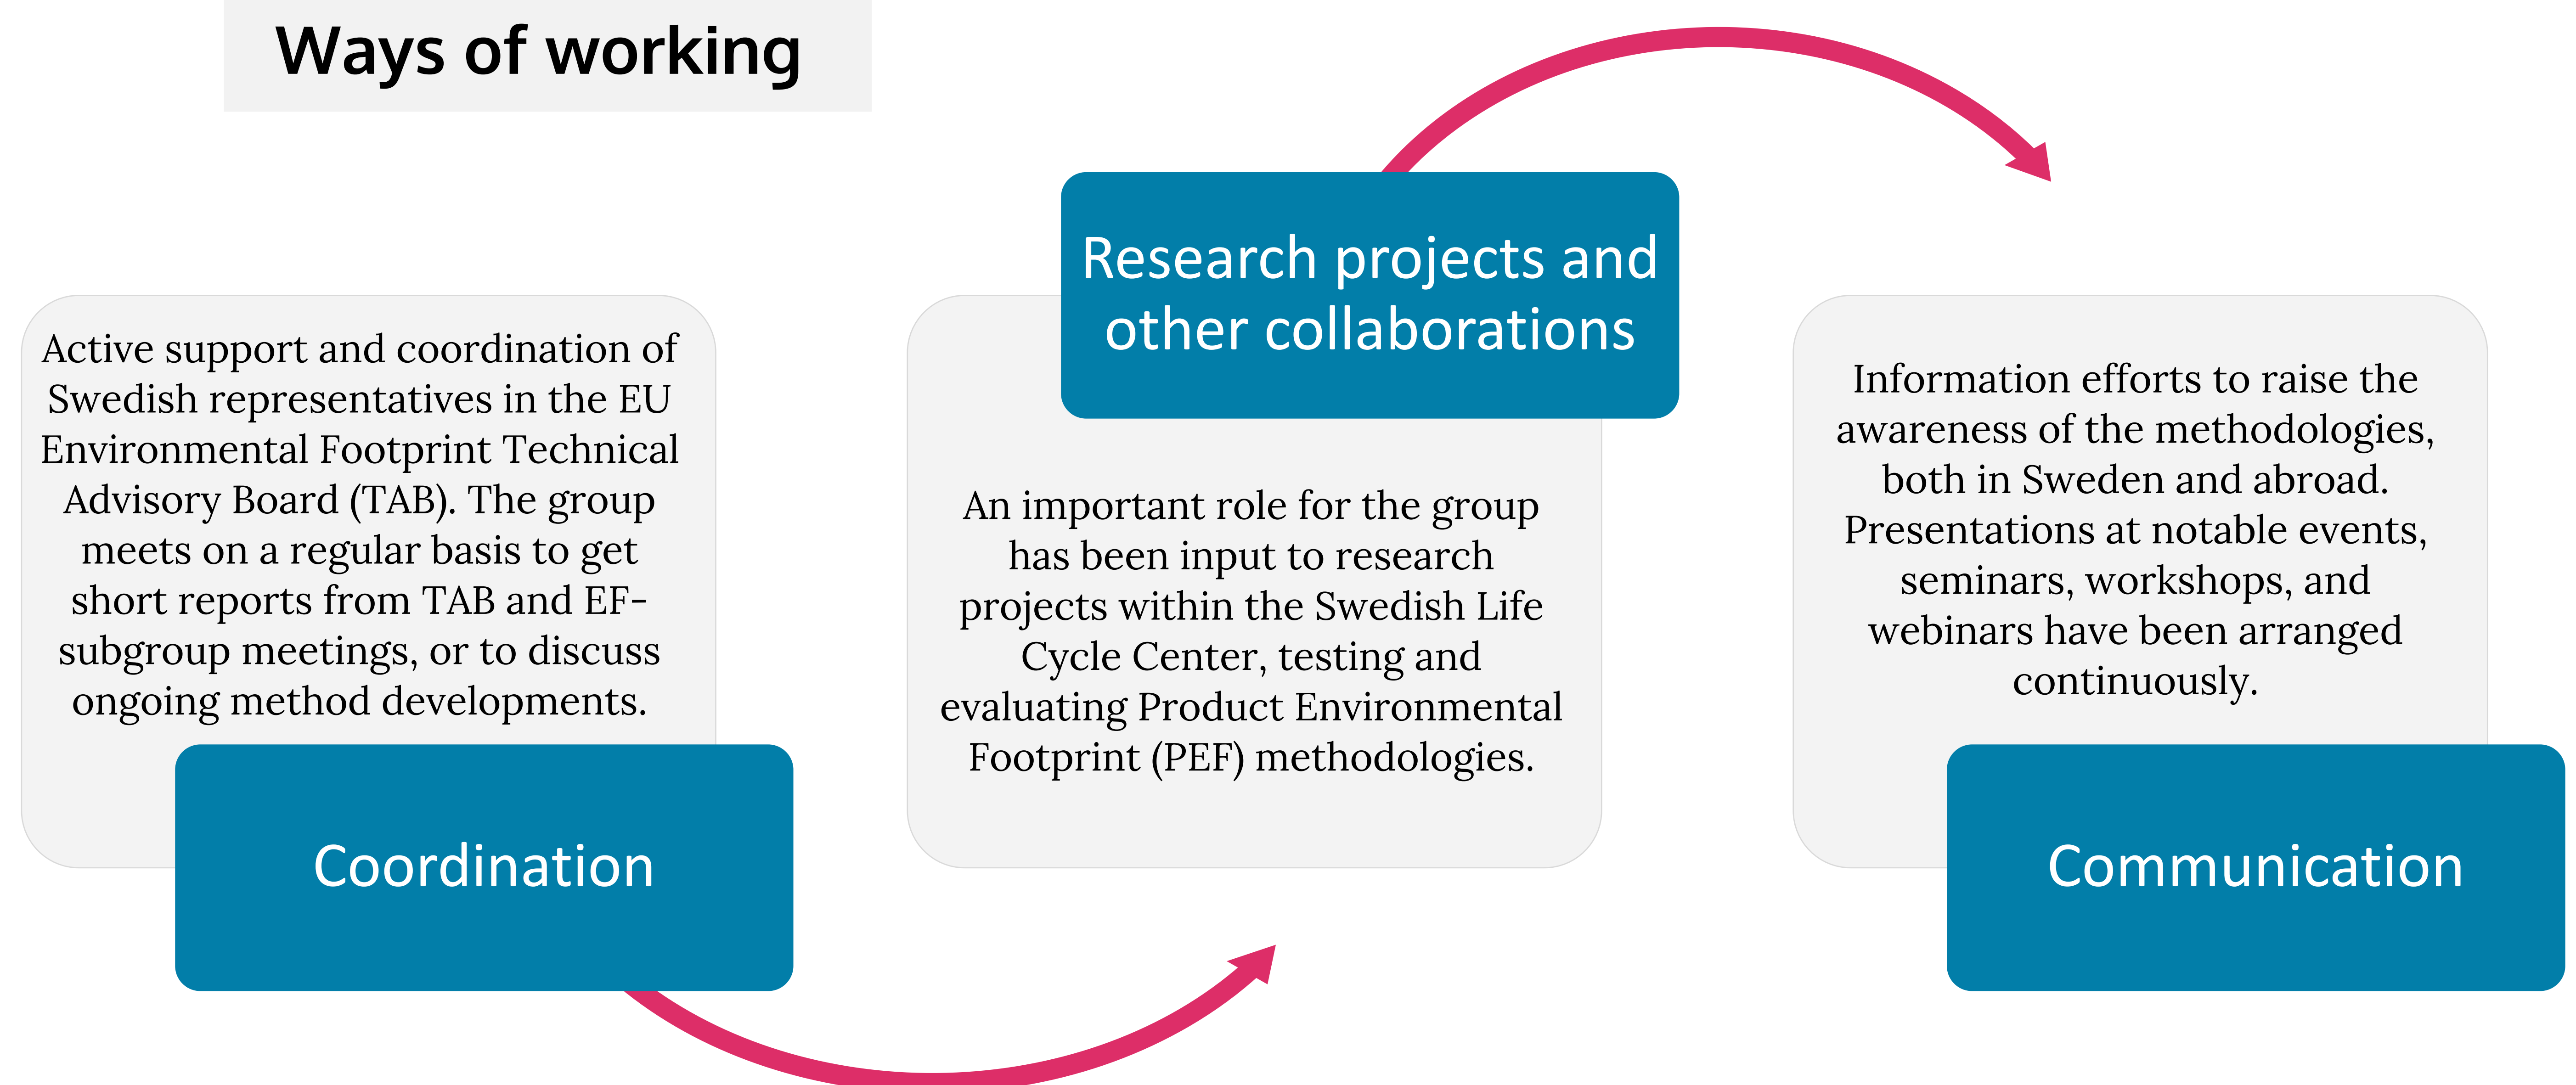 Ways of working
Active support and coordination of
Swedish representatives in the EU
Environmental Footprint Technical
Advisory Board (TAB). The group
meets on a regular basis to get
short reports from TAB and EF-
subgroup meetings, or to discuss
ongoing method developments.
Coordination
Research projects and
other collaborations
An important role for the group
has been input to research
projects within the Swedish Life
Cycle Center, testing and
evaluating Product Environmental
Footprint (PEF) methodologies.
Information efforts to raise the
awareness of the methodologies,
both in Sweden and abroad.
Presentations at notable events,
seminars, workshops, and
webinars have been arranged
continuously.
Communication